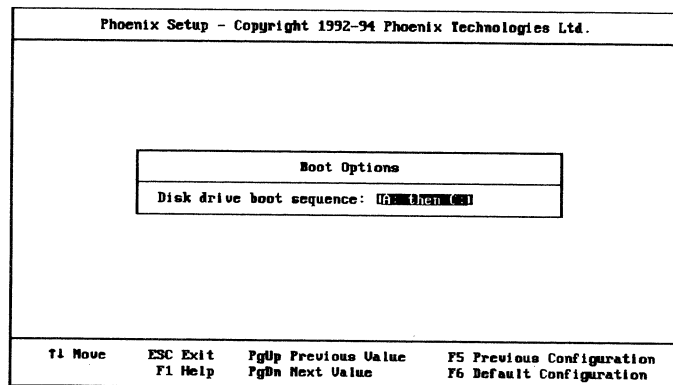 Phoenix Setup - Copyright 1992-94 Phoenix Technologies Ltd.
Boot Options
Disk drive boot sequence: [A: then C:]
↑↓ Move ESC Exit PgUp Previous Value F5 Previous Configuration
F1 Help PgDn Next Value F6 Default Configuration